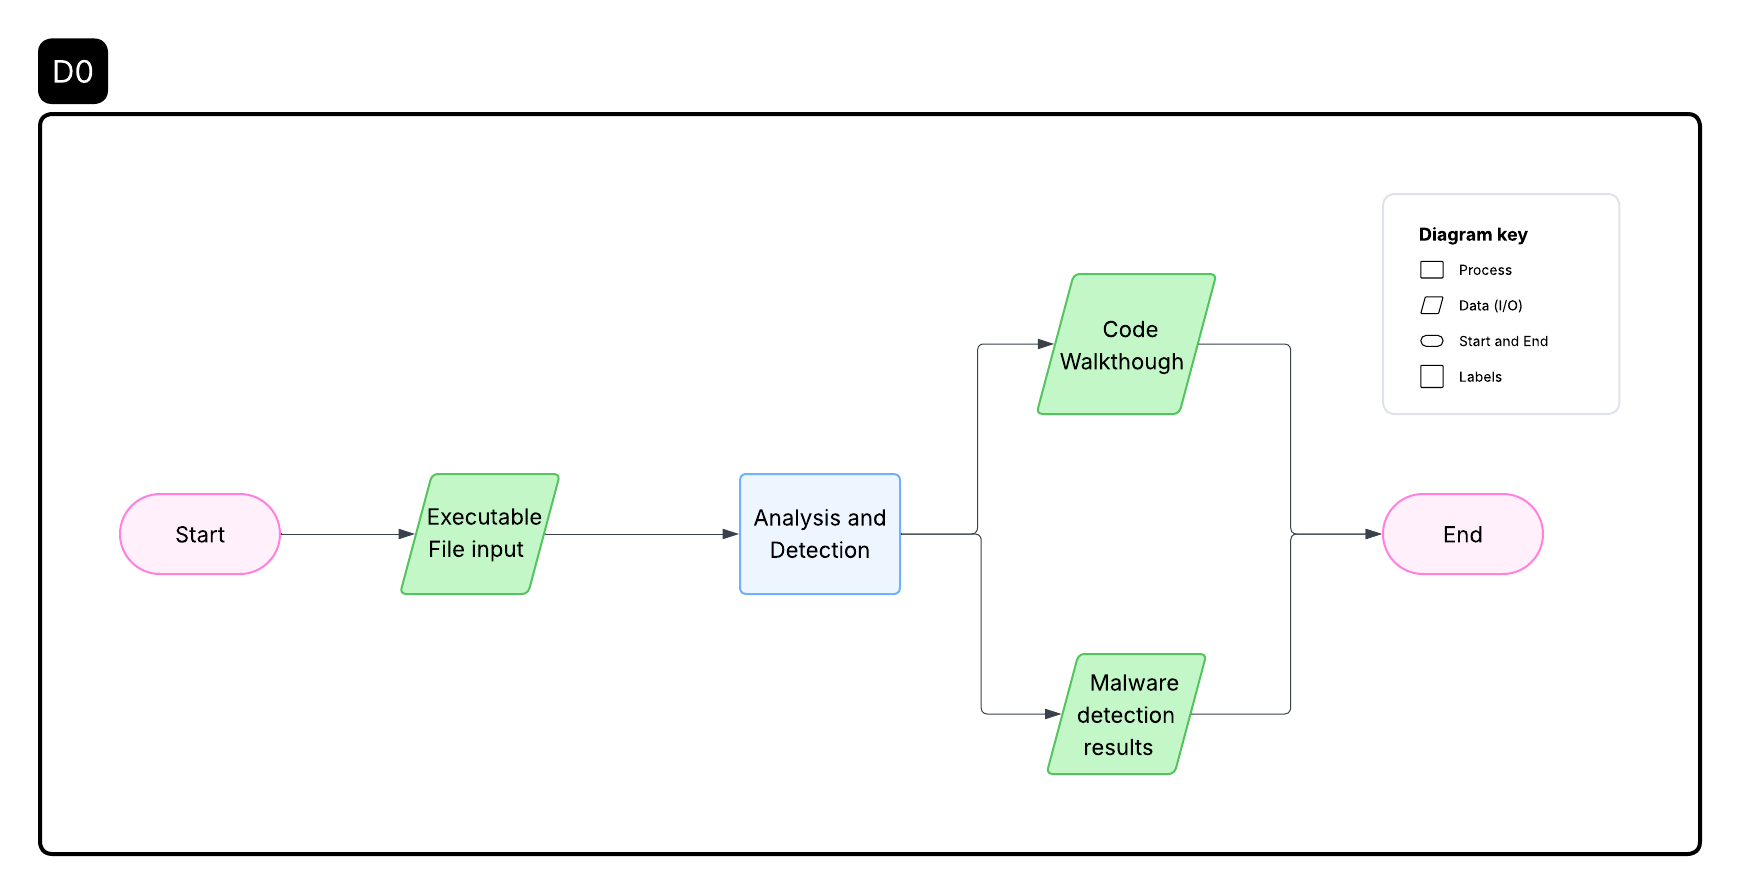 D0
Start
Executable
File input
Analysis and
Detection
Code
Walkthough
Malware
detection
results
Diagram key
Process
Data (I/O)
Start and End
Labels
End